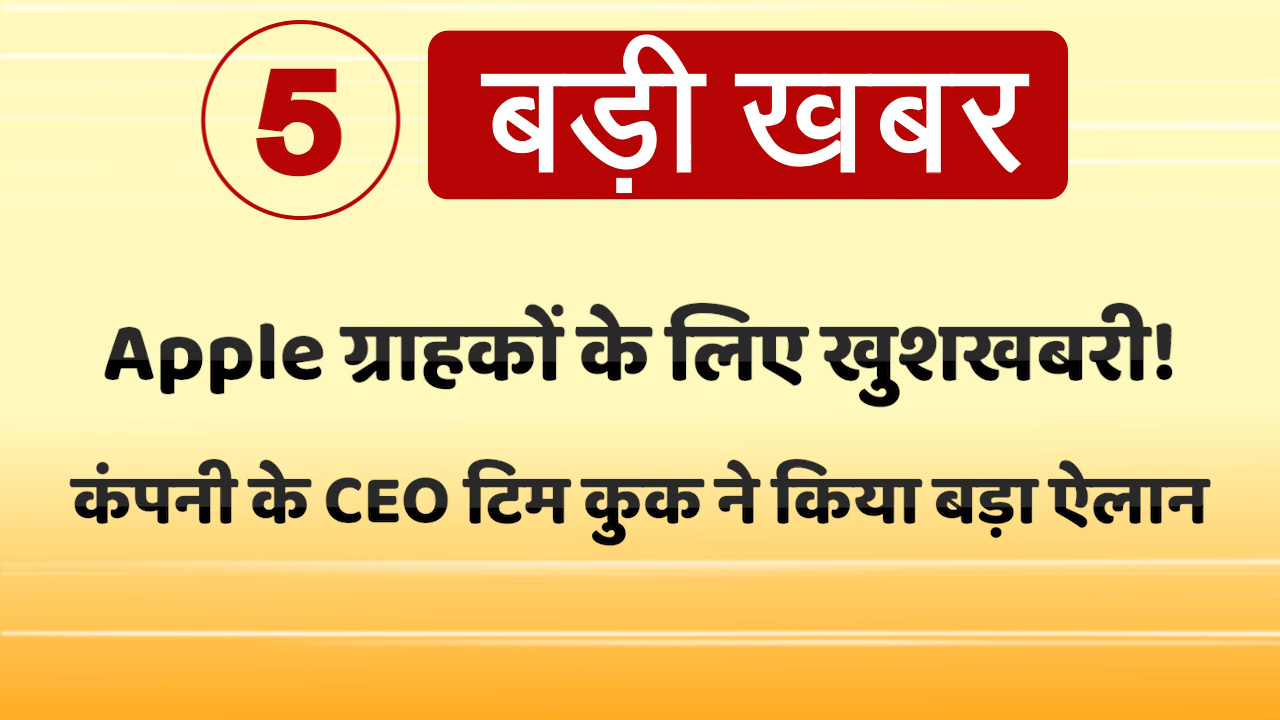 5 बड़ी खबर
Apple ग्राहकों के लिए खुशखबरी!
कंपनी के CEO टिम कुक ने किया बड़ा ऐलान